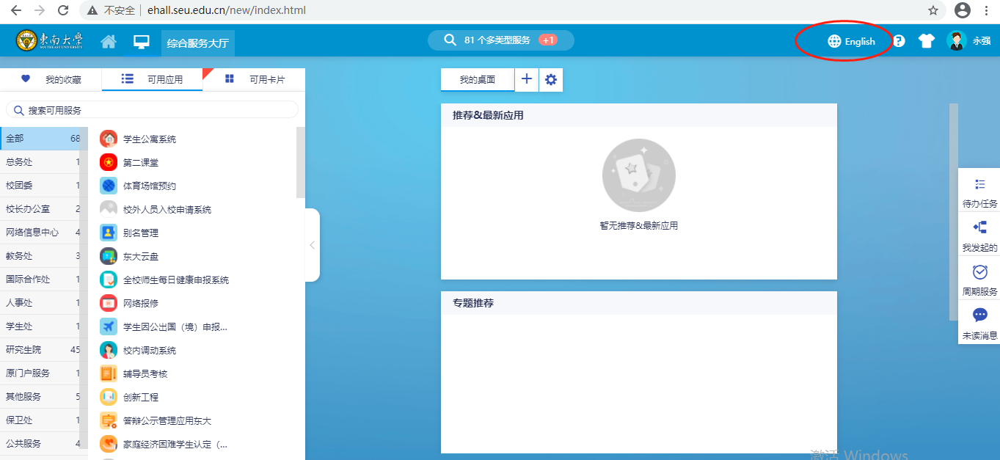 不安全 ehall.seu.edu.cn/new/index.html
東南大學 综合服务大厅 81 个多类型服务 +1 English 永强
SOUTHEAST UNIVERSITY
我的收藏 可用应用 可用卡片
搜索可用服务
全部 68
总务处 1
校团委 1
校长办公室 2
网络信息中心 4
教务处 3
国际合作处 1
人事处 1
学生处 1
研究生院 45
原门户服务 1
其他服务 5
保卫处 1
公共服务 4
学生公寓系统
第二课堂
体育场馆预约
校外人员入校申请系统
别名管理
东大云盘
全校师生每日健康申报系统
网络报修
学生因公出国（境）申报...
校内调动系统
辅导员考核
创新工程
答辩公示管理应用东大
家庭经济困难学生认定（...
我的桌面
推荐&最新应用
暂无推荐&最新应用
专题推荐
待办任务
我发起的
周期服务
未读消息
激活 Windows